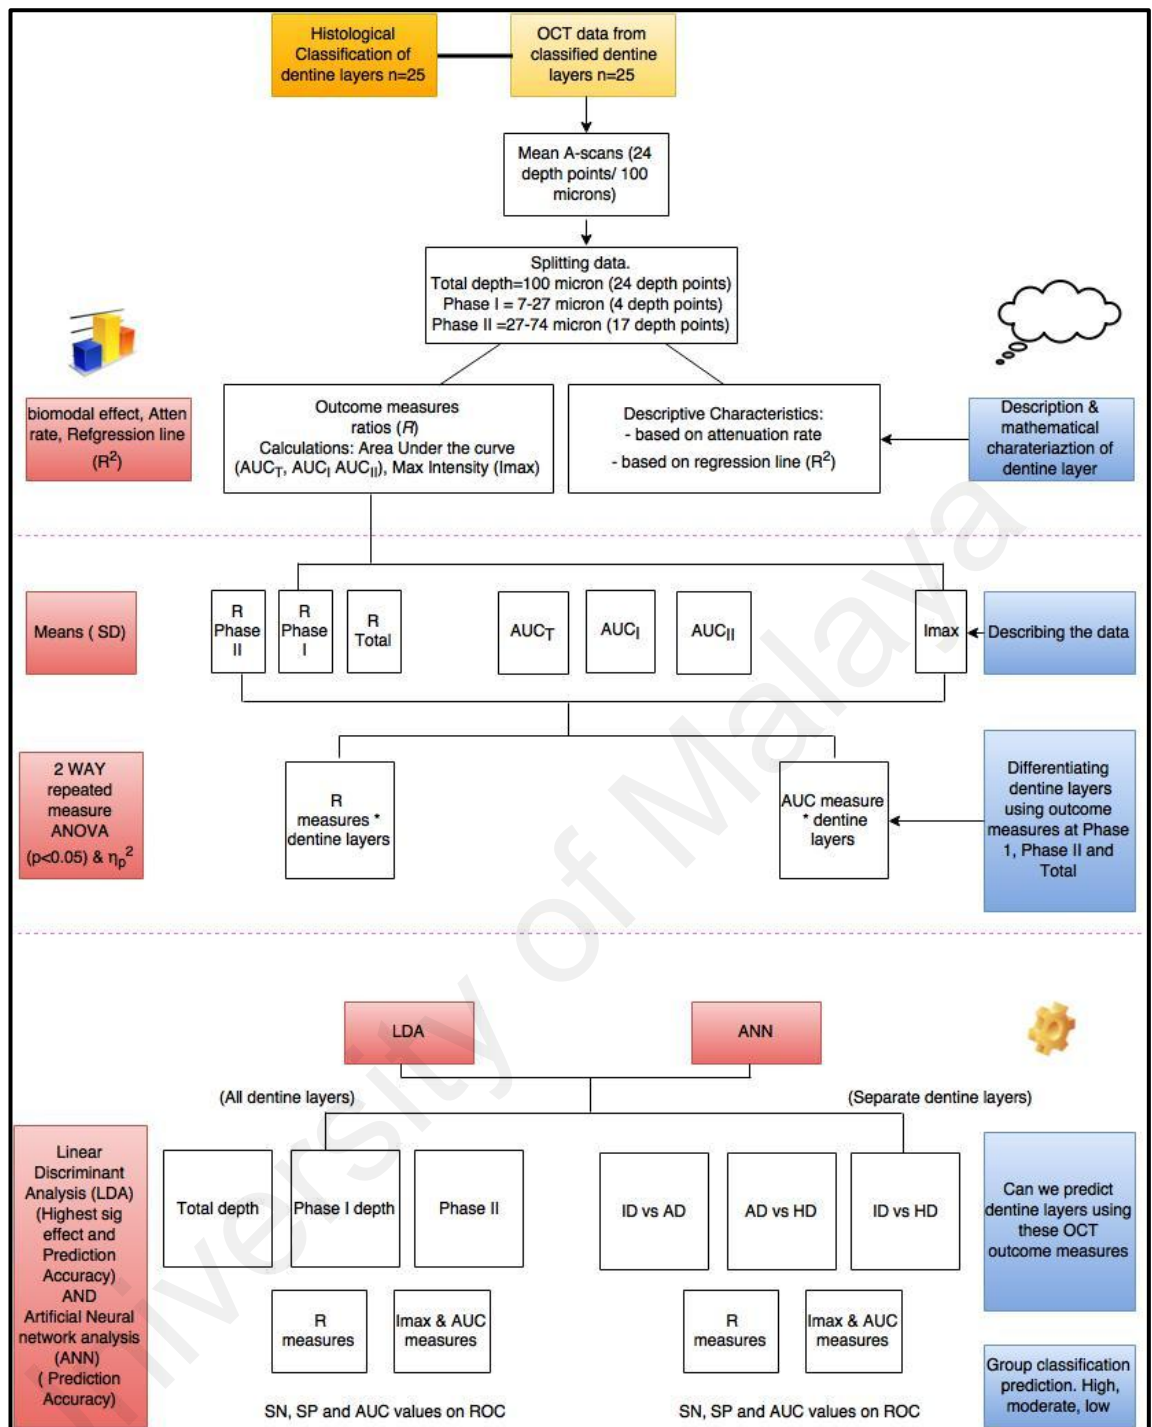 Histological
Classification of
dentine layers n=25
OCT data from
classified dentine
layers n=25
Mean A-scans (24
depth points/ 100
microns)
Splitting data.
Total depth=100 micron (24 depth points)
Phase I = 7-27 micron (4 depth points)
Phase II =27-74 micron (17 depth points)
biomodal effect, Atten
rate, Refgression line
(R²)
Outcome measures
ratios (R)
Calculations: Area Under the curve
(AUC_T, AUC_I AUC_II), Max Intensity (Imax)
Descriptive Characteristics:
- based on attenuation rate
- based on regression line (R²)
Description &
mathematical
charateriaztion of
dentine layer
Means ( SD)
R
Phase
II
R
Phase
I
R
Total
AUC_T
AUC_I
AUC_II
Imax
Describing the data
2 WAY
repeated
measure
ANOVA
(p<0.05) & η_p²
R
measures *
dentine layers
AUC measure
* dentine
layers
Differentiating
dentine layers
using outcome
measures at Phase
1, Phase II and
Total
LDA
ANN
(All dentine layers)
(Separate dentine layers)
Linear
Discriminant
Analysis (LDA)
(Highest sig
effect and
Prediction
Accuracy)
AND
Artificial Neural
network analysis
(ANN)
( Prediction
Accuracy)
Total depth
Phase I depth
Phase II
ID vs AD
AD vs HD
ID vs HD
Can we predict
dentine layers using
these OCT
outcome measures
R
measures
Imax & AUC
measures
R
measures
Imax & AUC
measures
Group classification
prediction. High,
moderate, low
SN, SP and AUC values on ROC
SN, SP and AUC values on ROC
University of Malaya